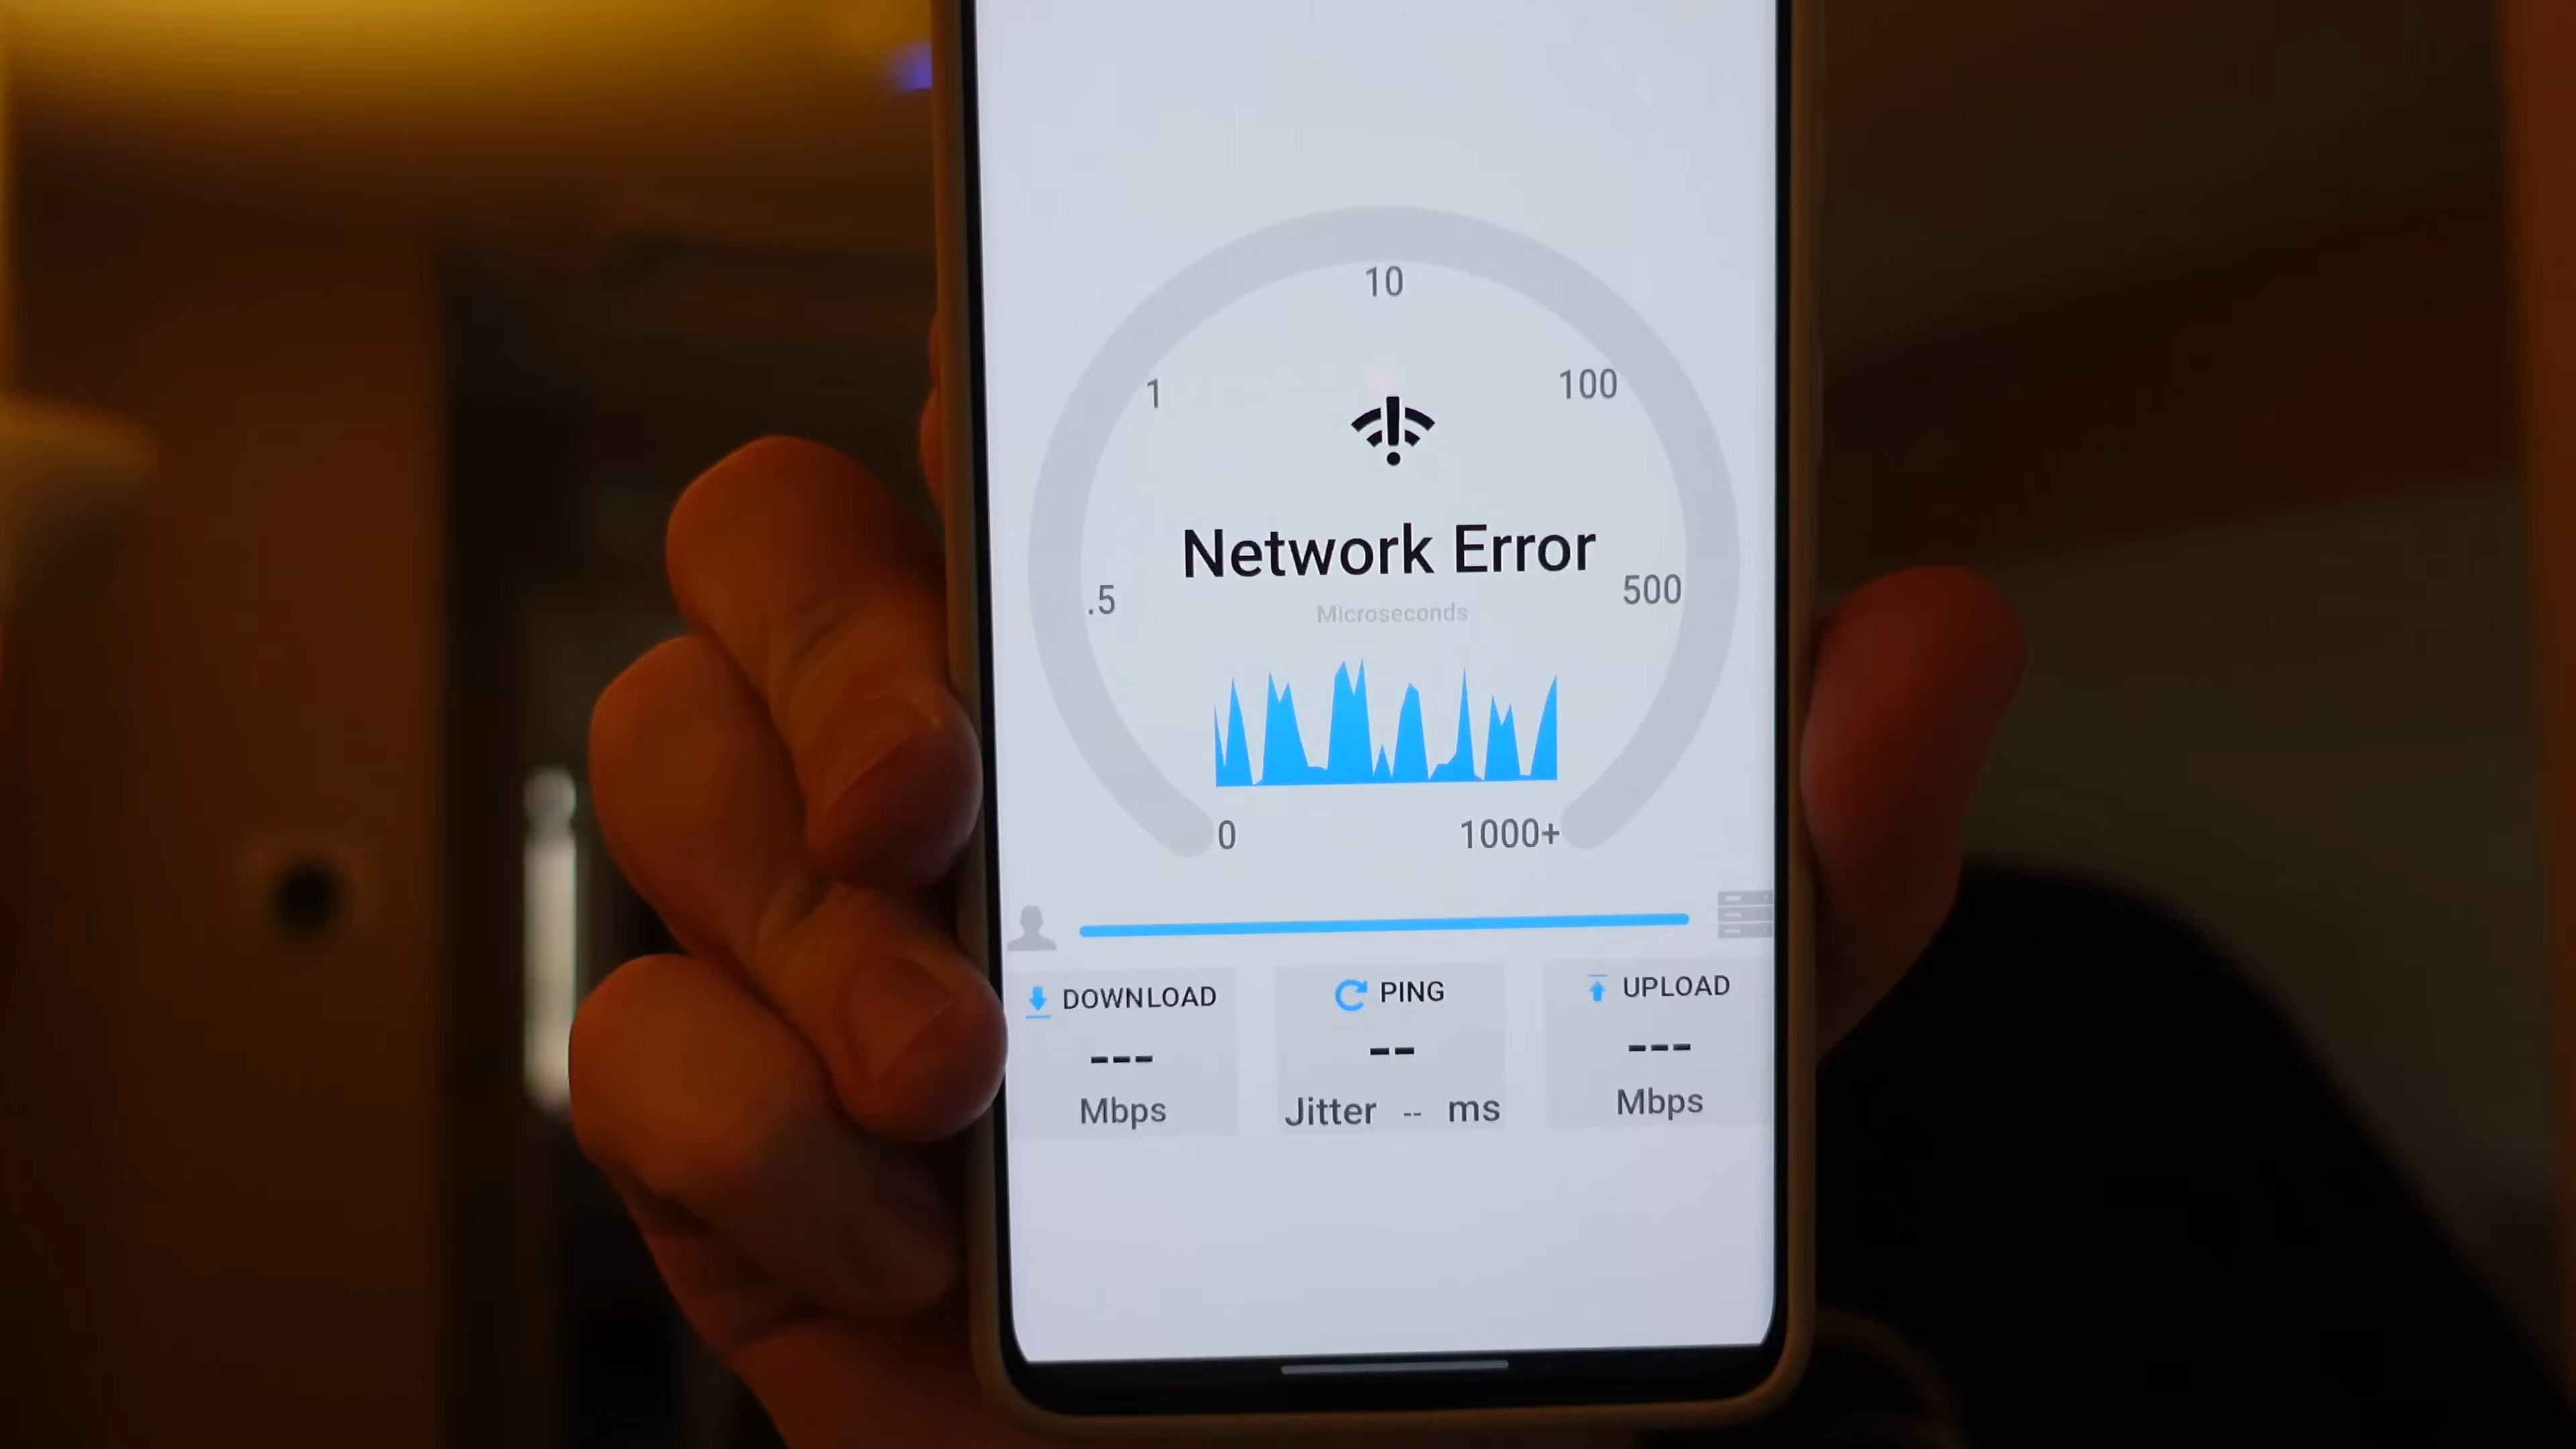 10
1
100
Network Error
.5
500
Microseconds
0
1000+
DOWNLOAD
---
Mbps
PING
--
Jitter -- ms
UPLOAD
---
Mbps